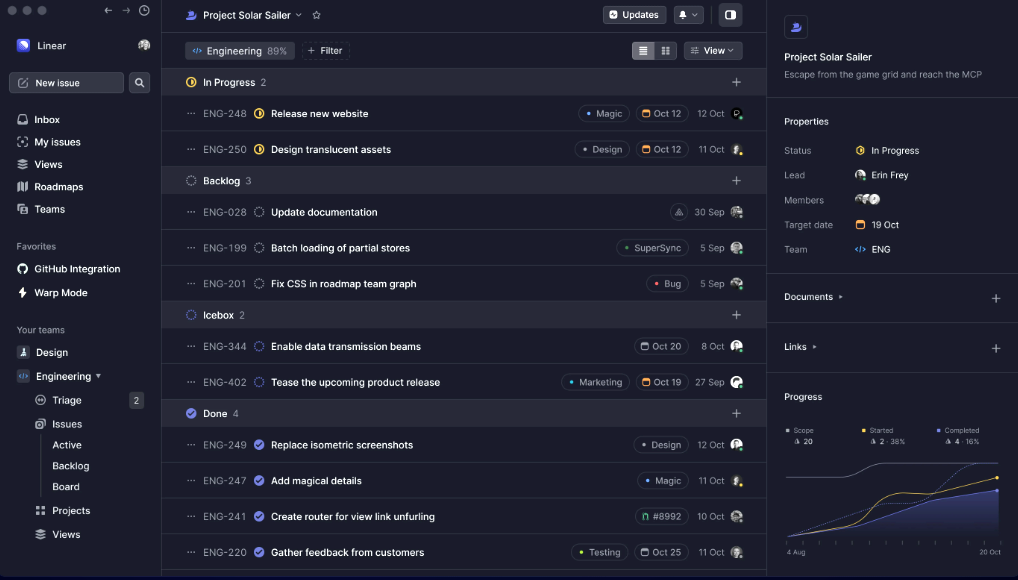 Linear
New issue
Inbox
My issues
Views
Roadmaps
Teams
Favorites
GitHub Integration
Warp Mode
Your teams
Design
Engineering
Triage 2
Issues
Active
Backlog
Board
Projects
Views
Project Solar Sailer
Updates
Engineering 89%
+ Filter
View
In Progress 2
ENG-248 Release new website Magic Oct 12 12 Oct
ENG-250 Design translucent assets Design Oct 12 11 Oct
Backlog 3
ENG-028 Update documentation 30 Sep
ENG-199 Batch loading of partial stores SuperSync 5 Sep
ENG-201 Fix CSS in roadmap team graph Bug 5 Sep
Icebox 2
ENG-344 Enable data transmission beams Oct 20 8 Oct
ENG-402 Tease the upcoming product release Marketing Oct 19 27 Sep
Done 4
ENG-249 Replace isometric screenshots Design 12 Oct
ENG-247 Add magical details Magic 11 Oct
ENG-241 Create router for view link unfurling #8992 10 Oct
ENG-220 Gather feedback from customers Testing Oct 25 11 Oct
Project Solar Sailer
Escape from the game grid and reach the MCP
Properties
Status In Progress
Lead Erin Frey
Members
Target date 19 Oct
Team ENG
Documents
Links
Progress
Scope Started Completed
20 2 · 38% 4 · 16%
4 Aug 20 Oct